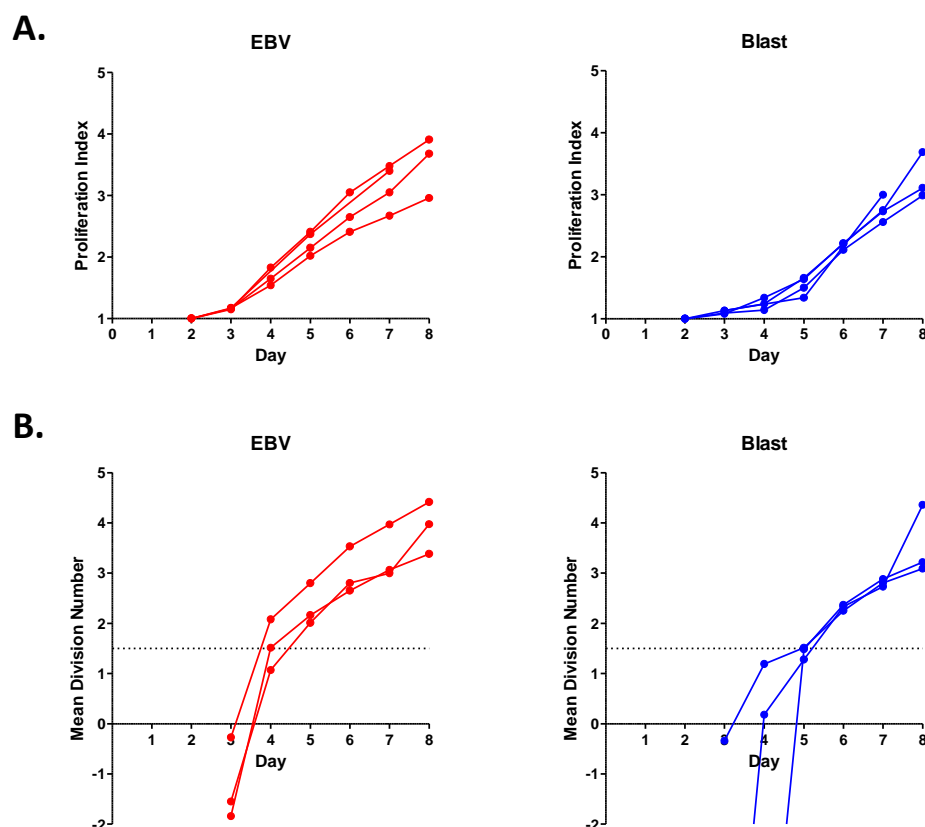 A.
EBV
Blast
Proliferation Index
5
4
3
2
1
0 1 2 3 4 5 6 7 8
Day
Proliferation Index
5
4
3
2
1
0 1 2 3 4 5 6 7 8
Day
B.
EBV
Blast
Mean Division Number
5
4
3
2
1
0
-1
-2
1 2 3 4 5 6 7 8
Day
Mean Division Number
5
4
3
2
1
0
-1
-2
1 2 3 4 5 6 7 8
Day